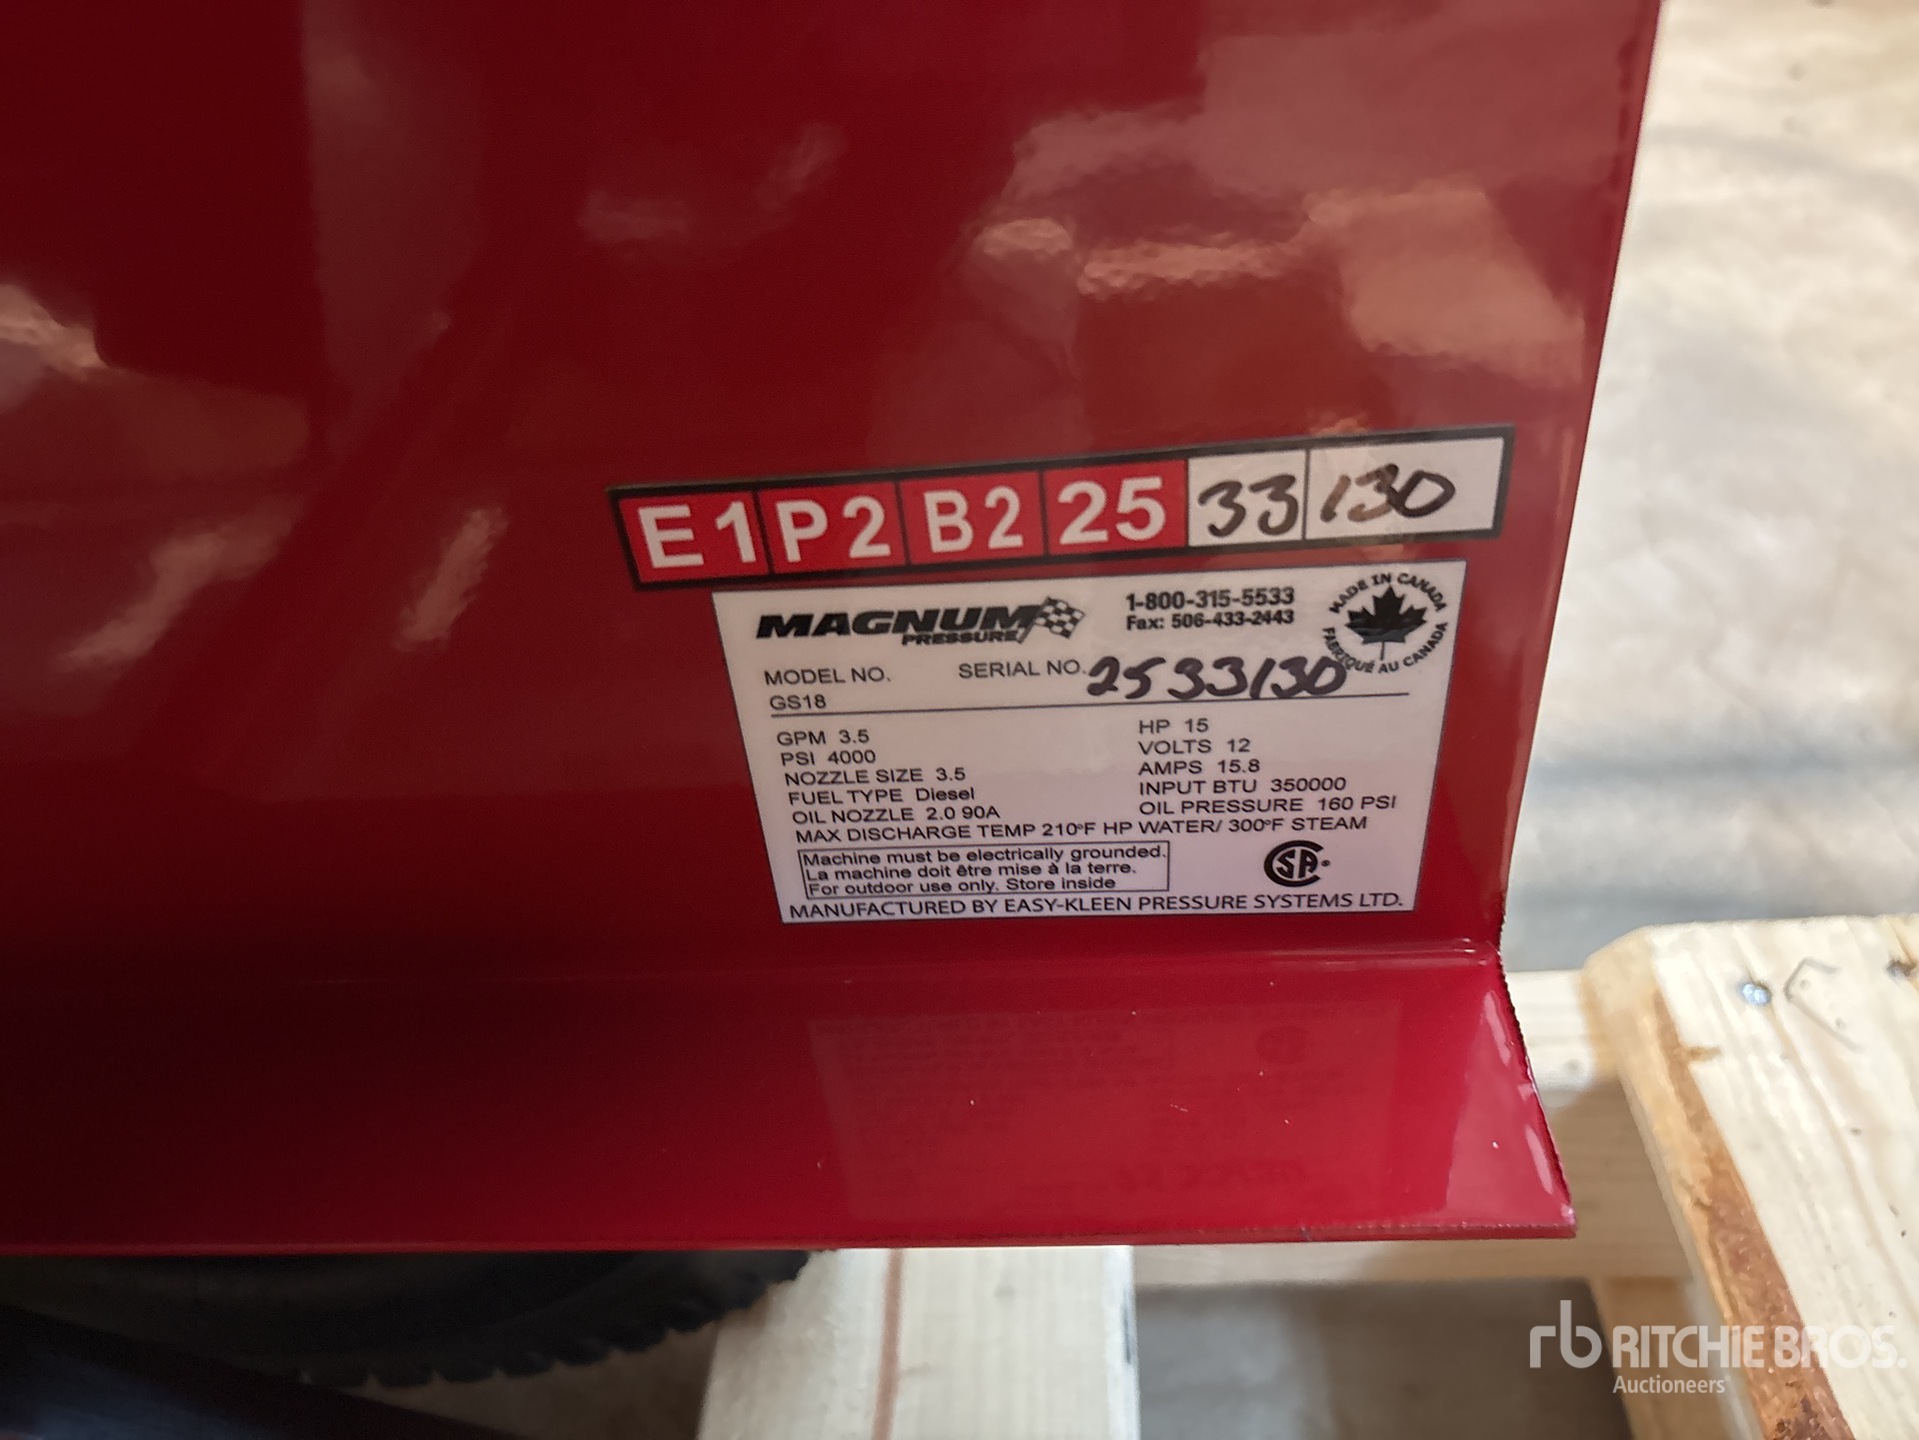 E1 P2 B2 25 33 130
MAGNUM
PRESSURE
1-800-315-5533
Fax: 506-433-2443
MADE IN CANADA
FABRIQUÉ AU CANADA
MODEL NO.
GS18
SERIAL NO. 2533130
GPM 3.5
PSI 4000
NOZZLE SIZE 3.5
FUEL TYPE Diesel
OIL NOZZLE 2.0 90A
HP 15
VOLTS 12
AMPS 15.8
INPUT BTU 350000
OIL PRESSURE 160 PSI
MAX DISCHARGE TEMP 210°F HP WATER/ 300°F STEAM
Machine must be electrically grounded.
La machine doit être mise à la terre.
For outdoor use only. Store inside
CSA
MANUFACTURED BY EASY-KLEEN PRESSURE SYSTEMS LTD.
rb RITCHIE BROS.
Auctioneers